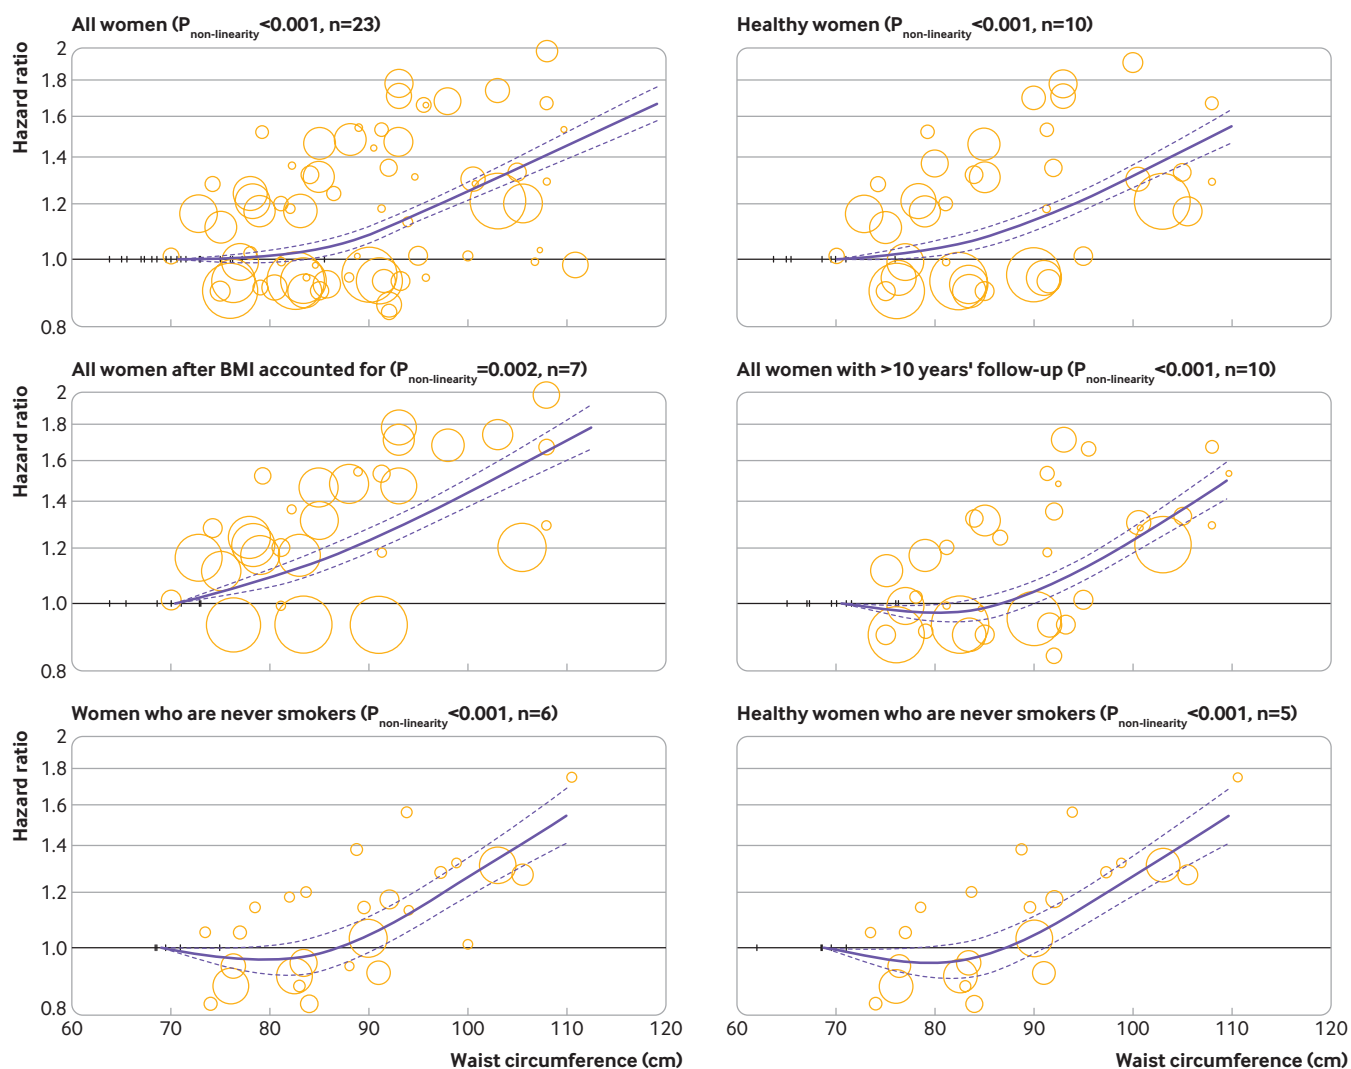 All women (Pnon-linearity<0.001, n=23)
Healthy women (Pnon-linearity<0.001, n=10)
Hazard ratio
2
1.8
1.6
1.4
1.2
1.0
0.8
All women after BMI accounted for (Pnon-linearity=0.002, n=7)
All women with >10 years' follow-up (Pnon-linearity<0.001, n=10)
Hazard ratio
2
1.8
1.6
1.4
1.2
1.0
0.8
Women who are never smokers (Pnon-linearity<0.001, n=6)
Healthy women who are never smokers (Pnon-linearity<0.001, n=5)
Hazard ratio
2
1.8
1.6
1.4
1.2
1.0
0.8
60 70 80 90 100 110 120
60 70 80 90 100 110 120
Waist circumference (cm)
Waist circumference (cm)